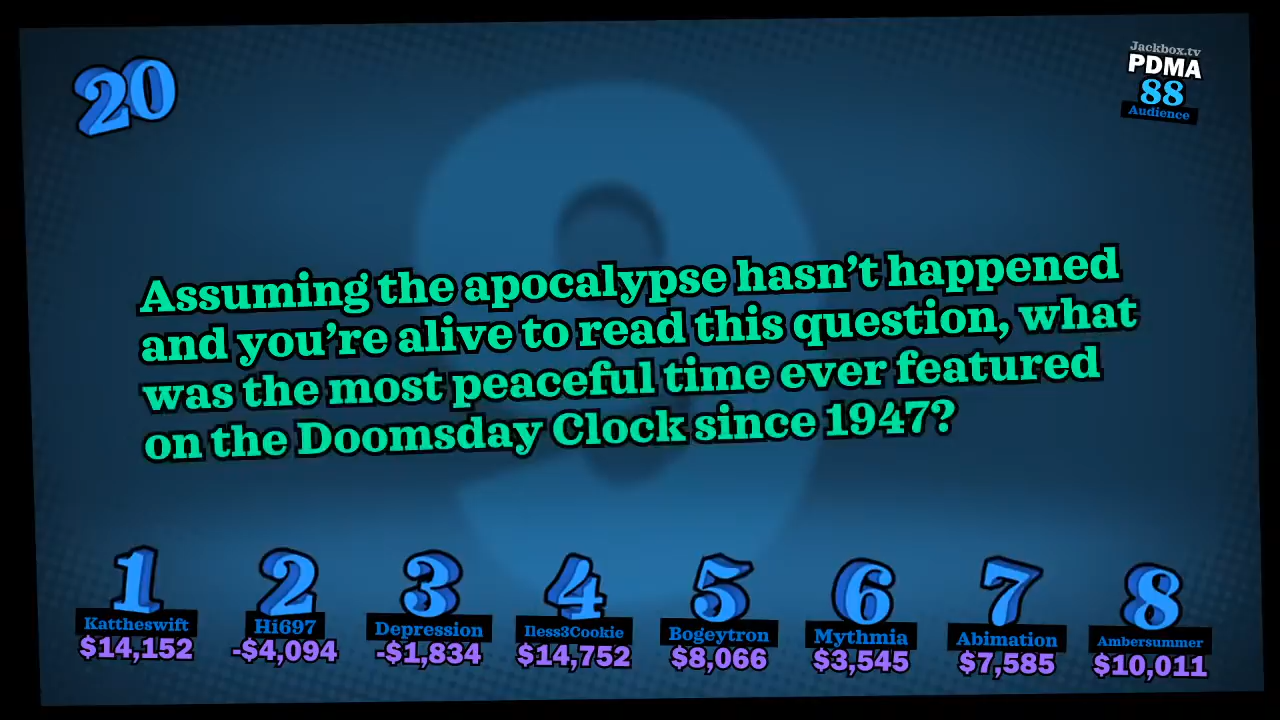 20
Jackbox.tv
PDMA
88
Audience
Assuming the apocalypse hasn't happened
and you're alive to read this question, what
was the most peaceful time ever featured
on the Doomsday Clock since 1947?
1 2 3 4 5 6 7 8
Kattheswift Hi697 Depression Iless3Cookie Bogeytron Mythmia Abimation Ambersummer
$14,152 -$4,094 -$1,834 $14,752 $8,066 $3,545 $7,585 $10,011